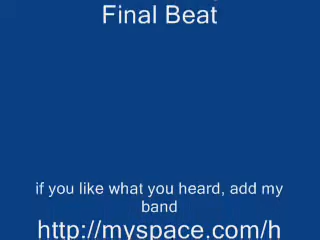 Final Beat
if you like what you heard, add my
band
http://myspace.com/h